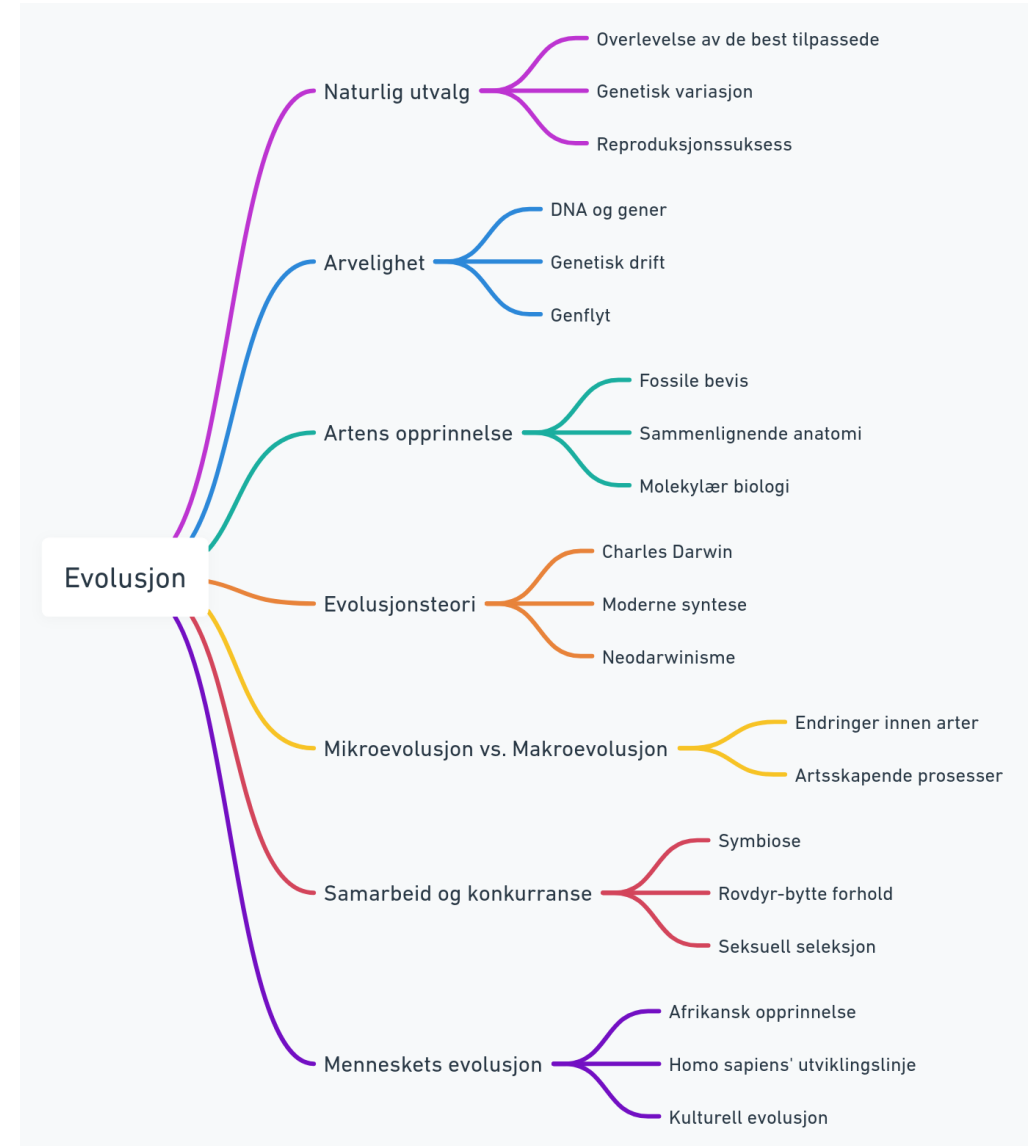 Evolusjon
Naturlig utvalg
Overlevelse av de best tilpassede
Genetisk variasjon
Reproduksjonssuksess
Arvelighet
DNA og gener
Genetisk drift
Genflyt
Artens opprinnelse
Fossile bevis
Sammenlignende anatomi
Molekylær biologi
Evolusjonsteori
Charles Darwin
Moderne syntese
Neodarwinisme
Mikroevolusjon vs. Makroevolusjon
Endringer innen arter
Artsskapende prosesser
Samarbeid og konkurranse
Symbiose
Rovdyr-bytte forhold
Seksuell seleksjon
Menneskets evolusjon
Afrikansk opprinnelse
Homo sapiens' utviklingslinje
Kulturell evolusjon